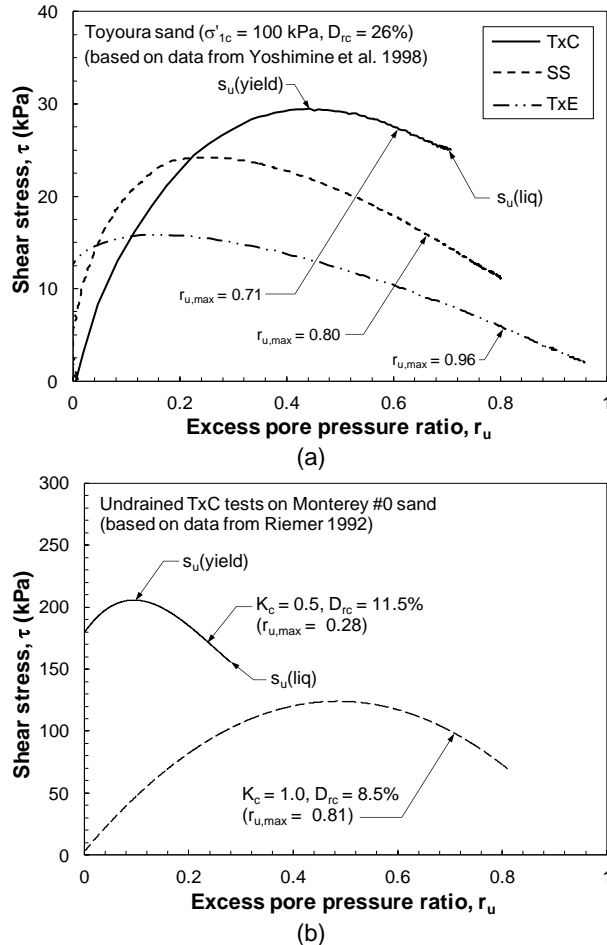 Toyoura sand (σ'1c = 100 kPa, Drc = 26%)
(based on data from Yoshimine et al. 1998)
TxC
SS
TxE
su(yield)
su(liq)
ru,max = 0.71
ru,max = 0.80
ru,max = 0.96
40
30
20
10
0
Shear stress, τ (kPa)
0
0.2
0.4
0.6
0.8
1
Excess pore pressure ratio, ru
(a)
Undrained TxC tests on Monterey #0 sand
(based on data from Riemer 1992)
su(yield)
Kc = 0.5, Drc = 11.5%
(ru,max = 0.28)
su(liq)
Kc = 1.0, Drc = 8.5%
(ru,max = 0.81)
300
250
200
150
100
50
0
Shear stress, τ (kPa)
0
0.2
0.4
0.6
0.8
1
Excess pore pressure ratio, ru
(b)